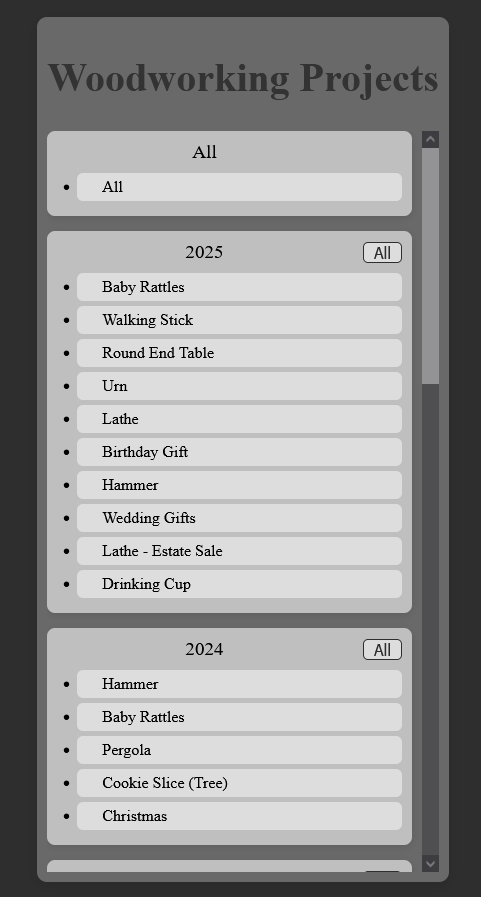 Woodworking Projects
All
All
2025 All
Baby Rattles
Walking Stick
Round End Table
Urn
Lathe
Birthday Gift
Hammer
Wedding Gifts
Lathe - Estate Sale
Drinking Cup
2024 All
Hammer
Baby Rattles
Pergola
Cookie Slice (Tree)
Christmas